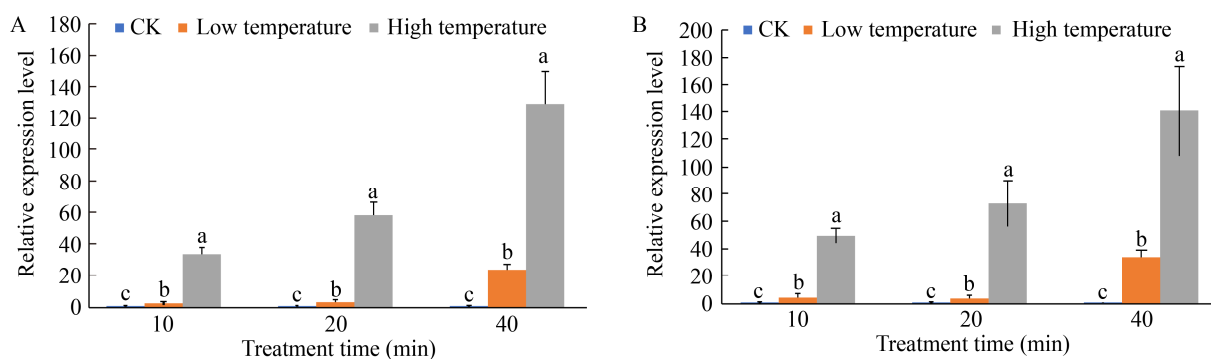 A
CK Low temperature High temperature
Relative expression level
180
160
140
120
100
80
60
40
20
0
c b a
c b a
c b a
10 20 40
Treatment time (min)
B
CK Low temperature High temperature
Relative expression level
200
180
160
140
120
100
80
60
40
20
0
c b a
c b a
c b a
10 20 40
Treatment time (min)